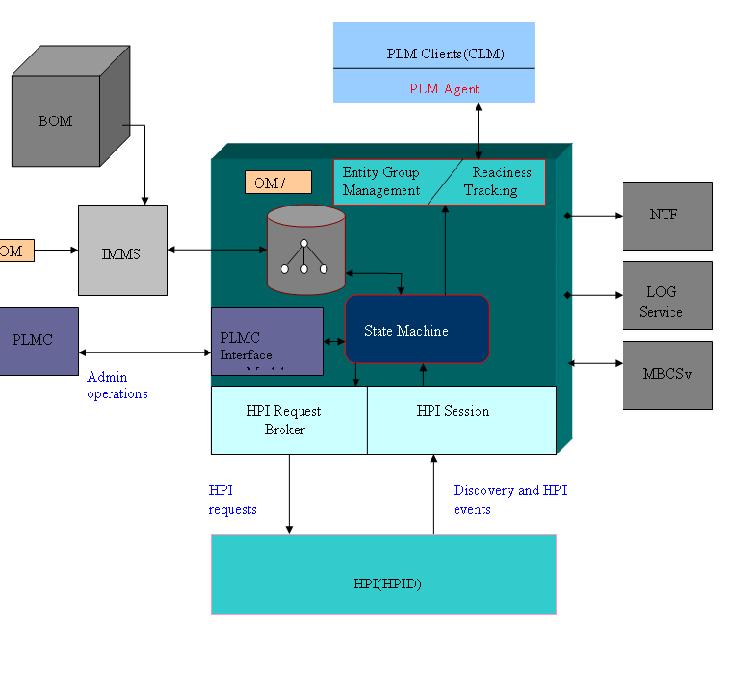 PLM Clients(CLM)
PLM Agent
BOM
OM /
Entity Group
Management
Readiness
Tracking
NTF
OM
IMMS
LOG
Service
PLMC
PLMC
Interface
State Machine
MBCSv
Admin
operations
HPI Request
Broker
HPI Session
HPI
requests
Discovery and HPI
events
HPI(HPID)